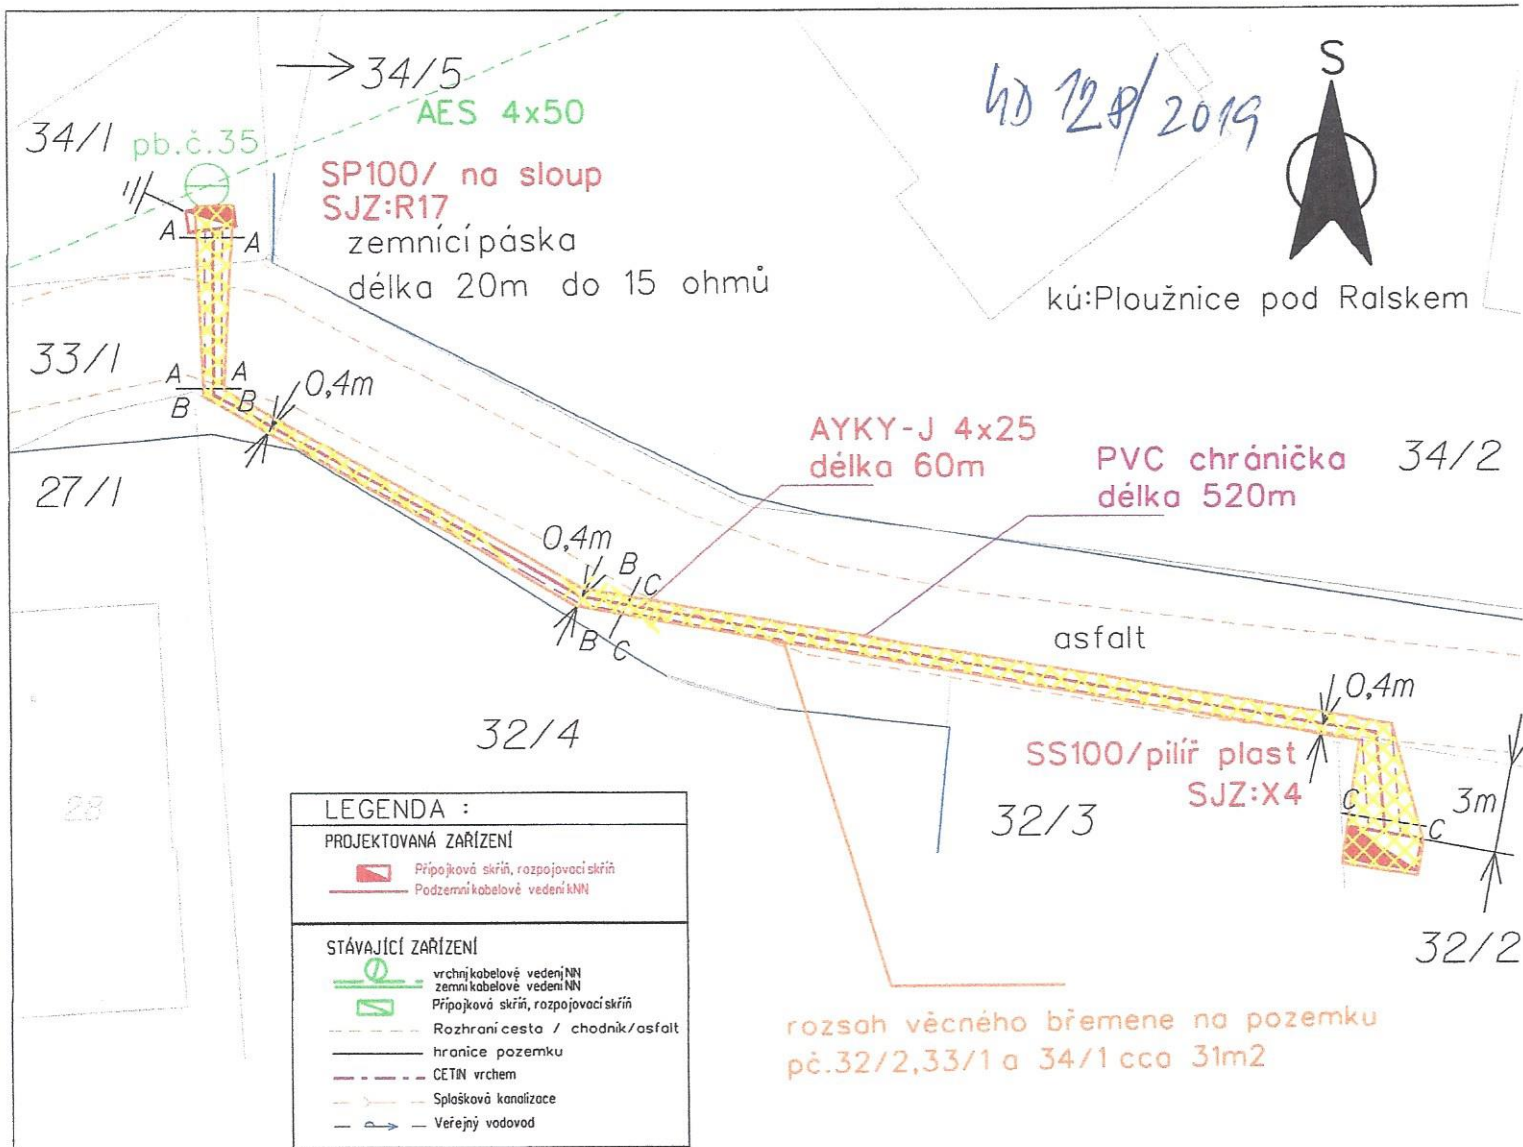 34/5
AES 4x50
34/1
pb.č.35
128/2019
S
SP100/ na sloup
SJZ:R17
A A
zemnící páska
délka 20m do 15 ohmů
kú:Ploužnice pod Ralskem
33/1
A A
B B
0,4m
AYKY-J 4x25
délka 60m
PVC chránička
délka 520m
34/2
27/1
0,4m
B C
B C
asfalt
0,4m
32/4
SS100/pilíř plast
SJZ:X4
3m
C C
28
32/3
32/2
LEGENDA :
PROJEKTOVANÁ ZAŘÍZENÍ
Přípojková skříň, rozpojovací skříň
Podzemní kabelové vedení kNN
STÁVAJÍCÍ ZAŘÍZENÍ
vrchní kabelové vedení NN
zemní kabelové vedení NN
Přípojková skříň, rozpojovací skříň
Rozhraní cesta / chodník/asfalt
hranice pozemku
CETIN vrchem
Splašková kanalizace
Veřejný vodovod
rozsah věcného břemene na pozemku
pč.32/2,33/1 a 34/1 cca 31m2